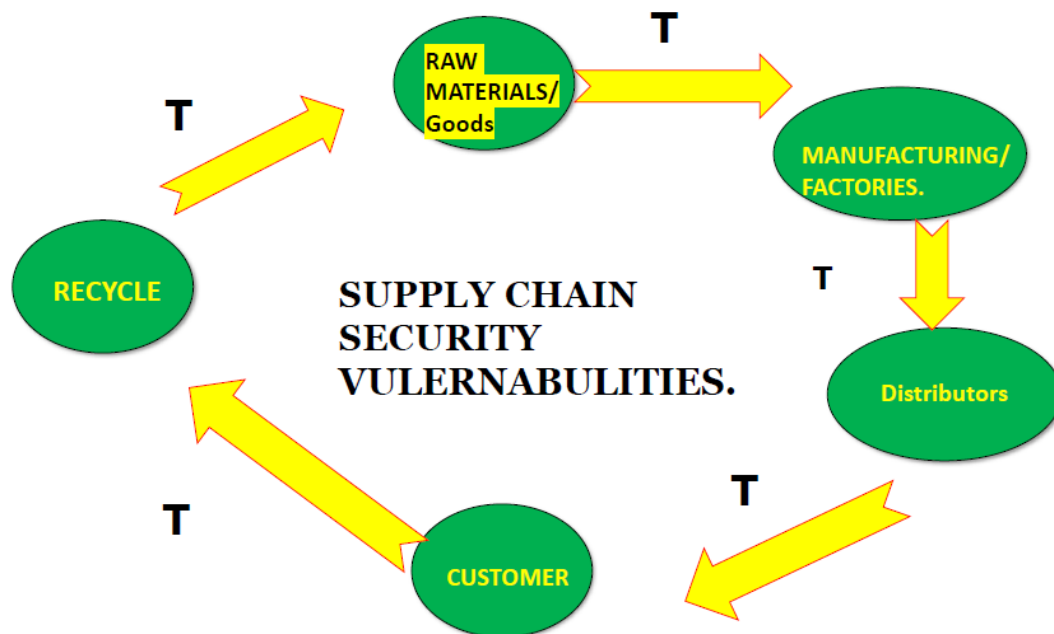 T
RAW
MATERIALS/
Goods
T
MANUFACTURING/
FACTORIES.
T
RECYCLE
SUPPLY CHAIN
SECURITY
VULERNABULITIES.
T
Distributors
T
CUSTOMER